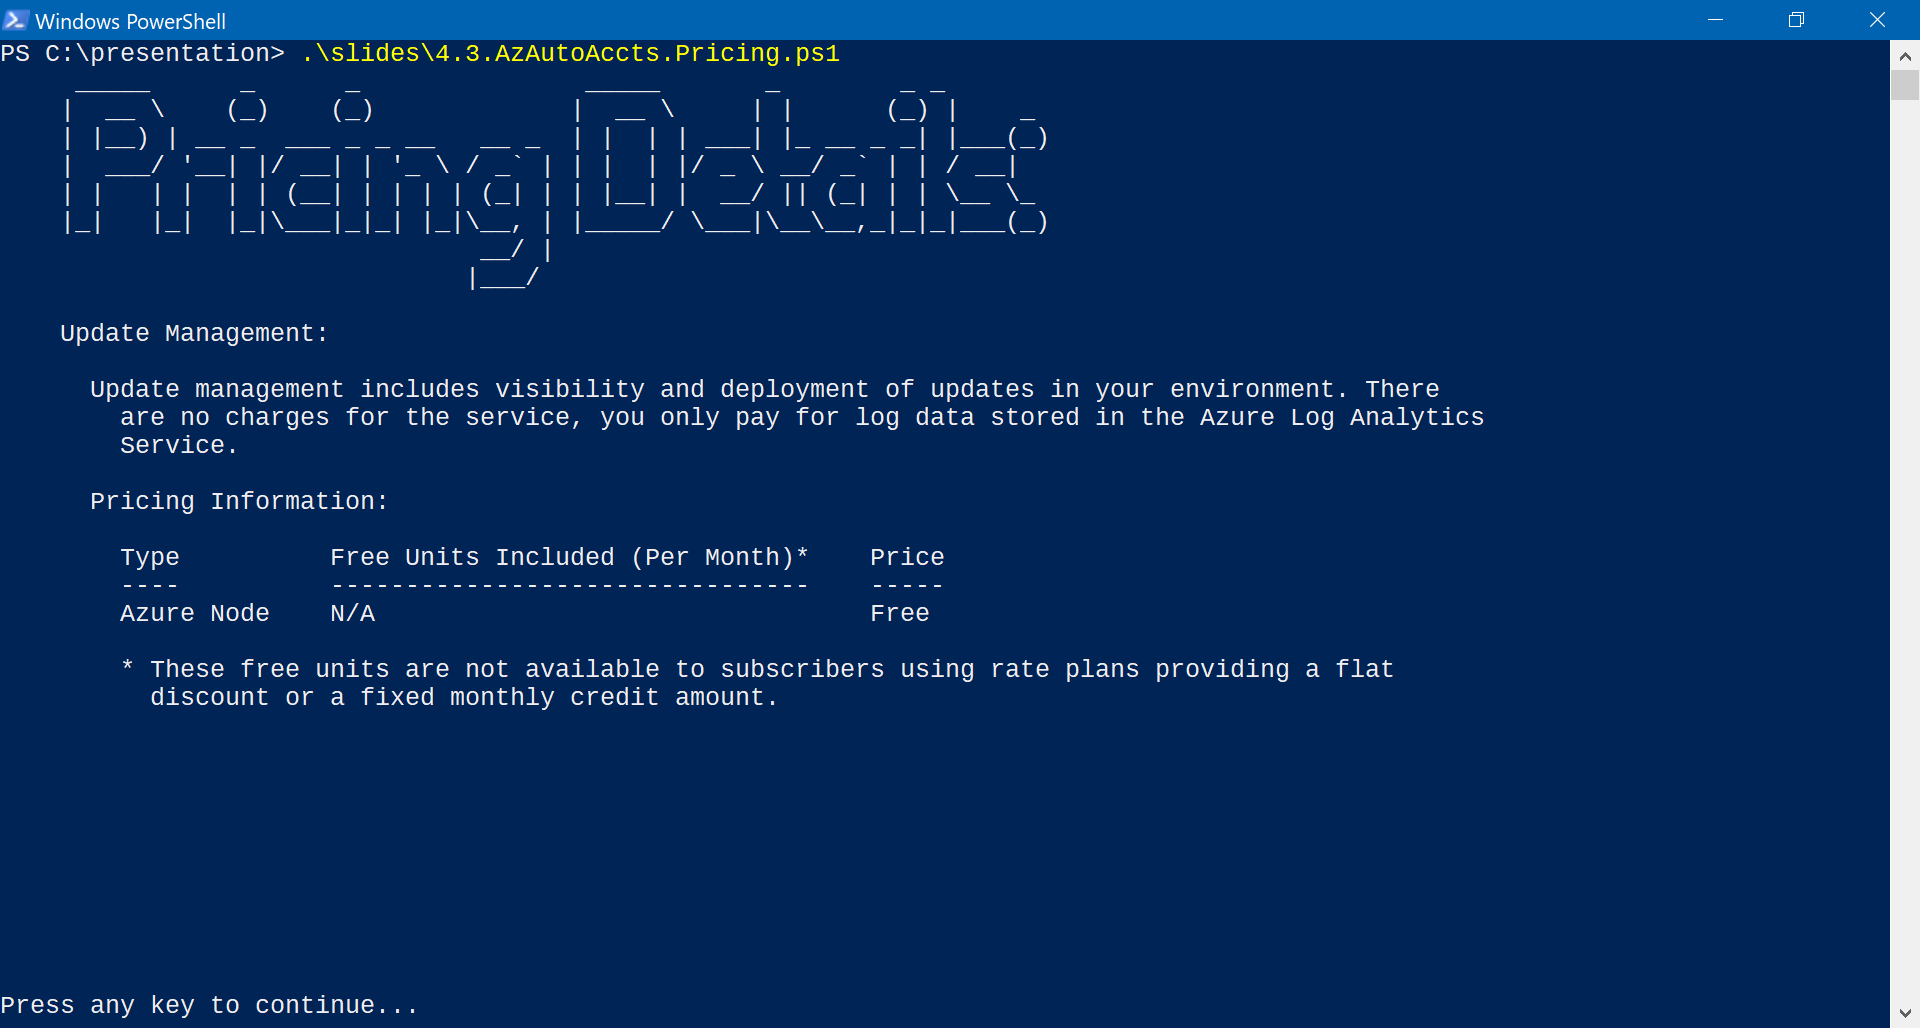 Windows PowerShell
PS C:\presentation> .\slides\4.3.AzAutoAccts.Pricing.ps1
Pricing Details:
Update Management:
Update management includes visibility and deployment of updates in your environment. There
are no charges for the service, you only pay for log data stored in the Azure Log Analytics
Service.
Pricing Information:
Type Free Units Included (Per Month)* Price
---- -------------------------------- -----
Azure Node N/A Free
* These free units are not available to subscribers using rate plans providing a flat
discount or a fixed monthly credit amount.
Press any key to continue...